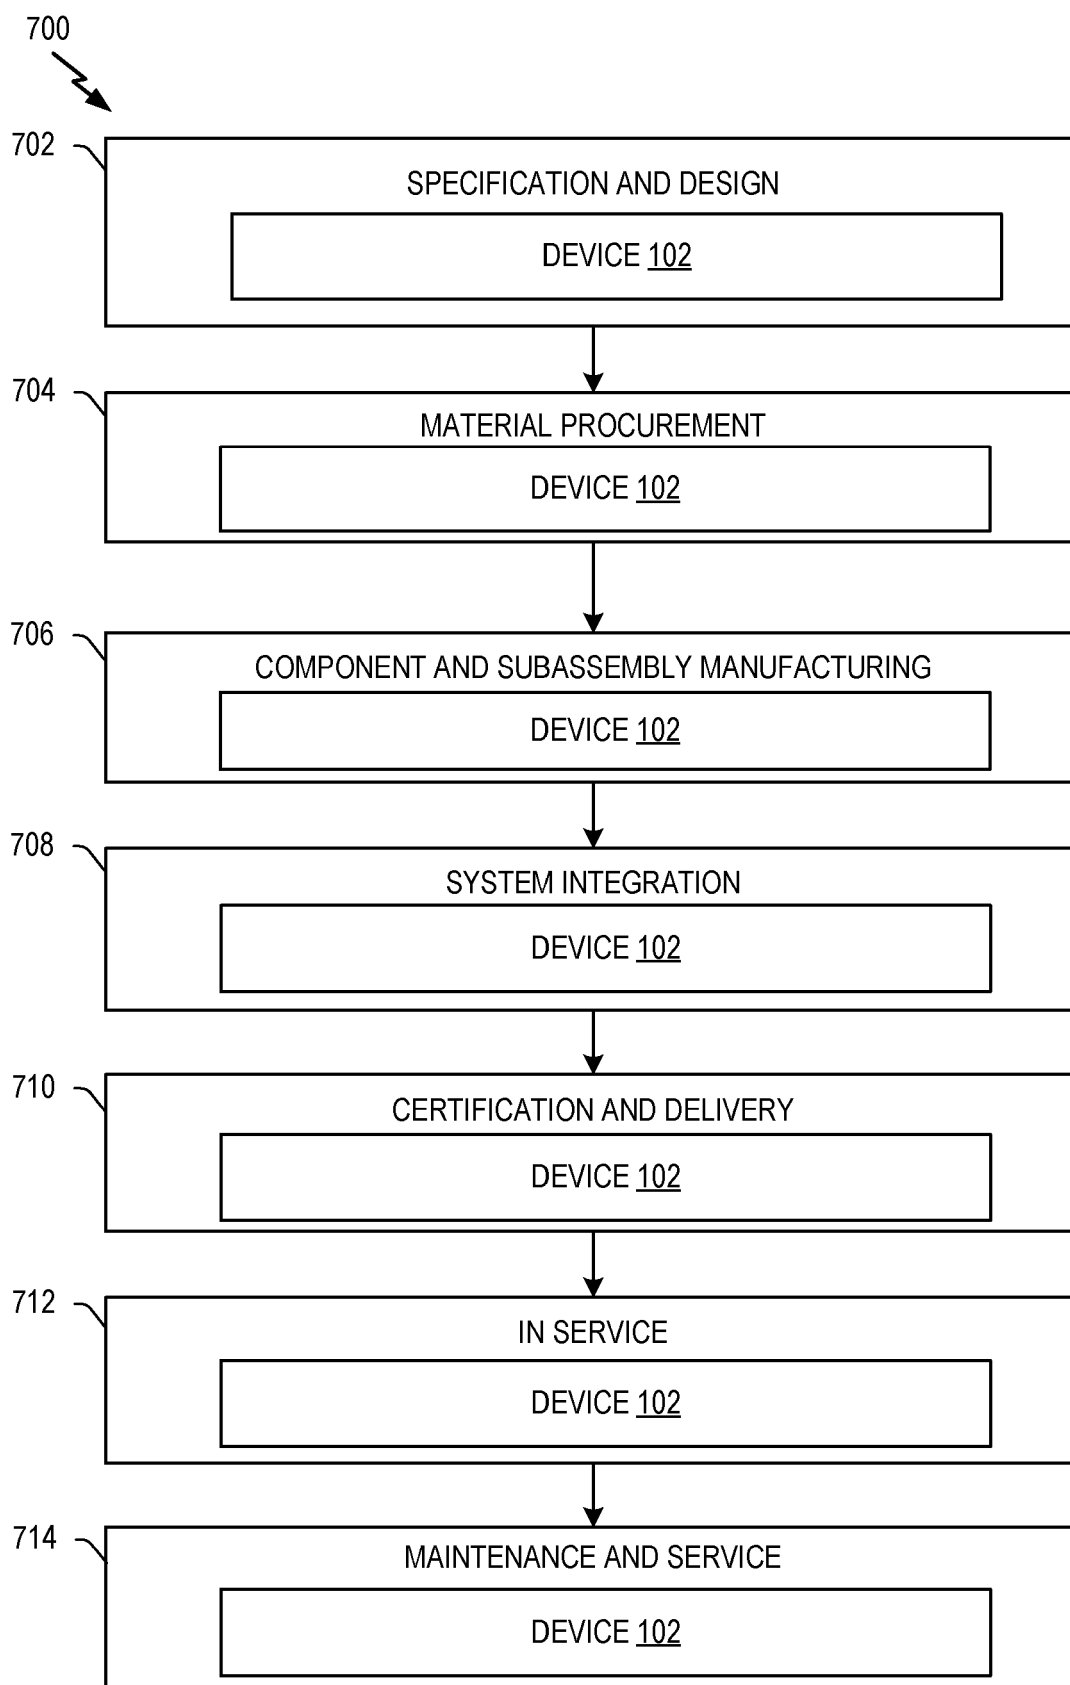 700
702
SPECIFICATION AND DESIGN
DEVICE 102
704
MATERIAL PROCUREMENT
DEVICE 102
706
COMPONENT AND SUBASSEMBLY MANUFACTURING
DEVICE 102
708
SYSTEM INTEGRATION
DEVICE 102
710
CERTIFICATION AND DELIVERY
DEVICE 102
712
IN SERVICE
DEVICE 102
714
MAINTENANCE AND SERVICE
DEVICE 102